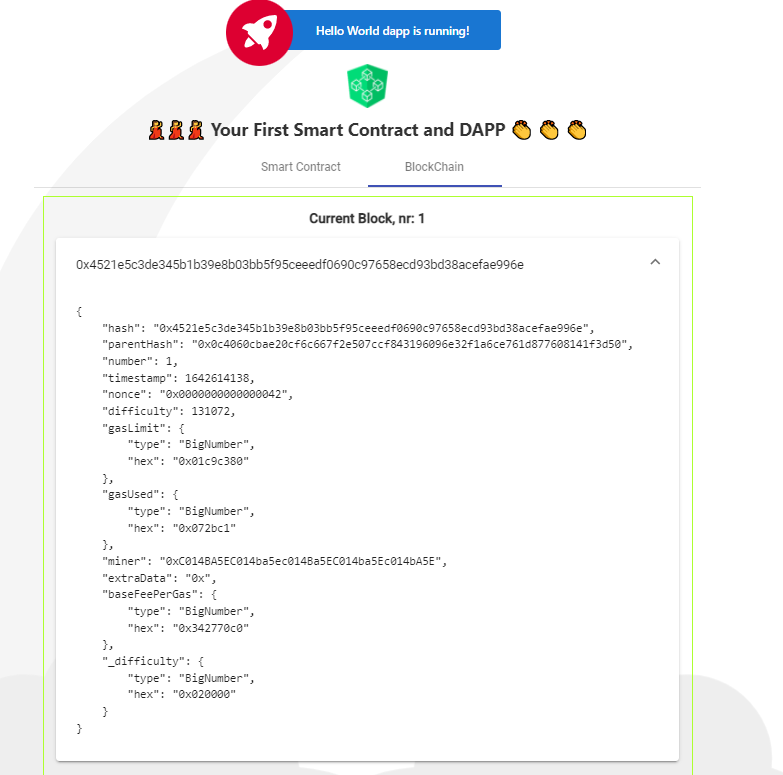 Hello World dapp is running!
💃💃💃 Your First Smart Contract and DAPP 👏 👏 👏
Smart Contract BlockChain
Current Block, nr: 1
0x4521e5c3de345b1b39e8b03bb5f95ceeedf0690c97658ecd93bd38acefae996e
{
    "hash": "0x4521e5c3de345b1b39e8b03bb5f95ceeedf0690c97658ecd93bd38acefae996e",
    "parentHash": "0x0c4060cbae20cf6c667f2e507ccf843196096e32f1a6ce761d877608141f3d50",
    "number": 1,
    "timestamp": 1642614138,
    "nonce": "0x0000000000000042",
    "difficulty": 131072,
    "gasLimit": {
        "type": "BigNumber",
        "hex": "0x01c9c380"
    },
    "gasUsed": {
        "type": "BigNumber",
        "hex": "0x072bc1"
    },
    "miner": "0xC014BA5EC014ba5ec014Ba5EC014ba5Ec014bA5E",
    "extraData": "0x",
    "baseFeePerGas": {
        "type": "BigNumber",
        "hex": "0x342770c0"
    },
    "_difficulty": {
        "type": "BigNumber",
        "hex": "0x020000"
    }
}